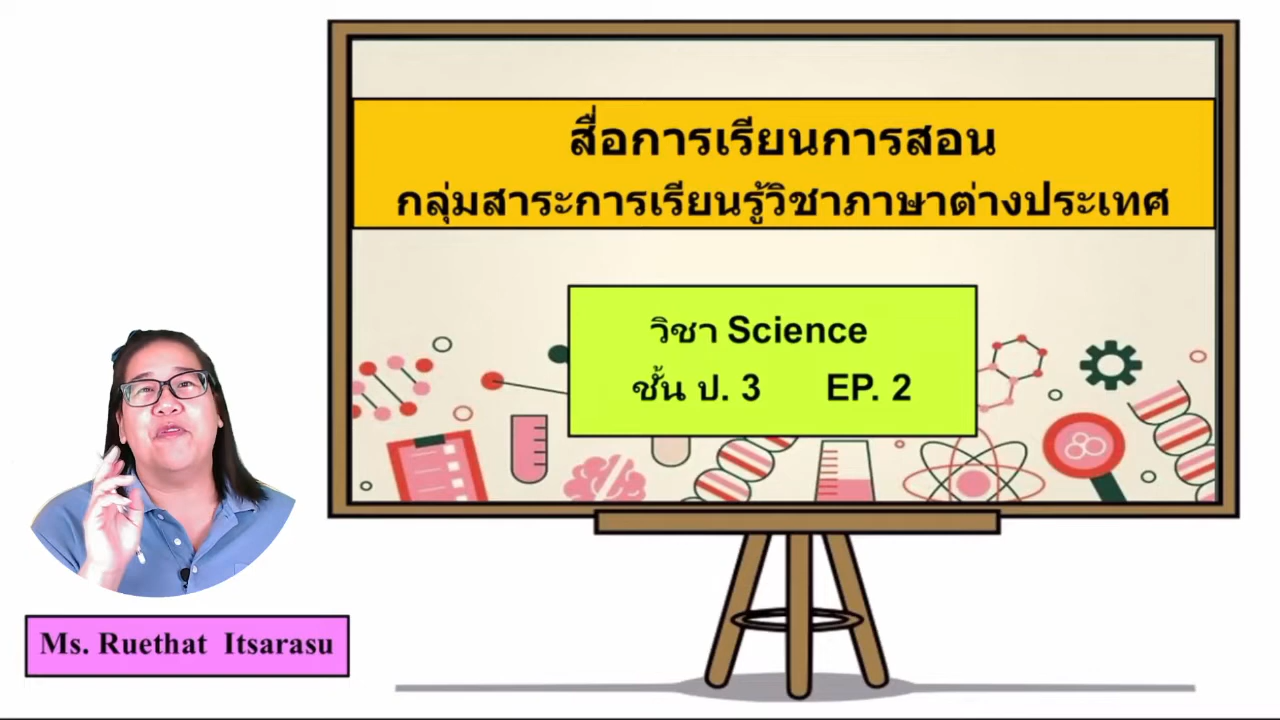 สื่อการเรียนการสอน
กลุ่มสาระการเรียนรู้วิชาภาษาต่างประเทศ
วิชา Science
ชั้น ป. 3 EP. 2
Ms. Ruethat Itsarasu